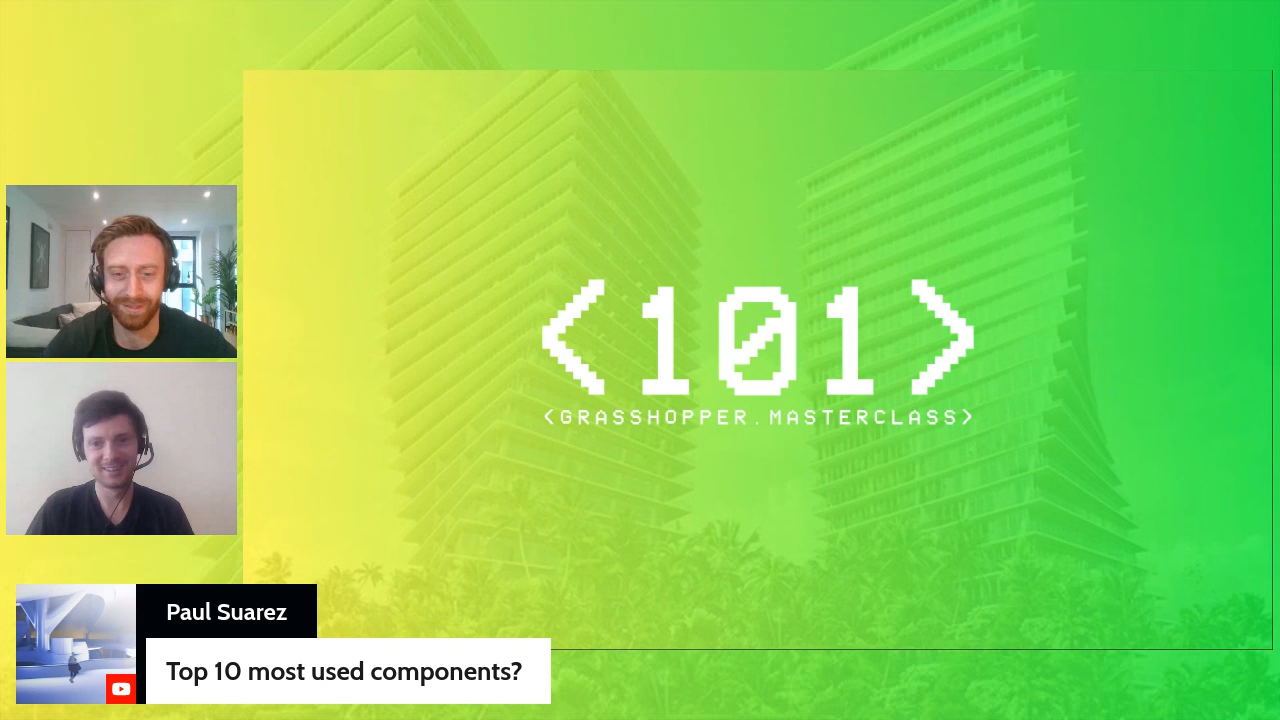 <101>
<GRASSHOPPER.MASTERCLASS>
Paul Suarez
Top 10 most used components?